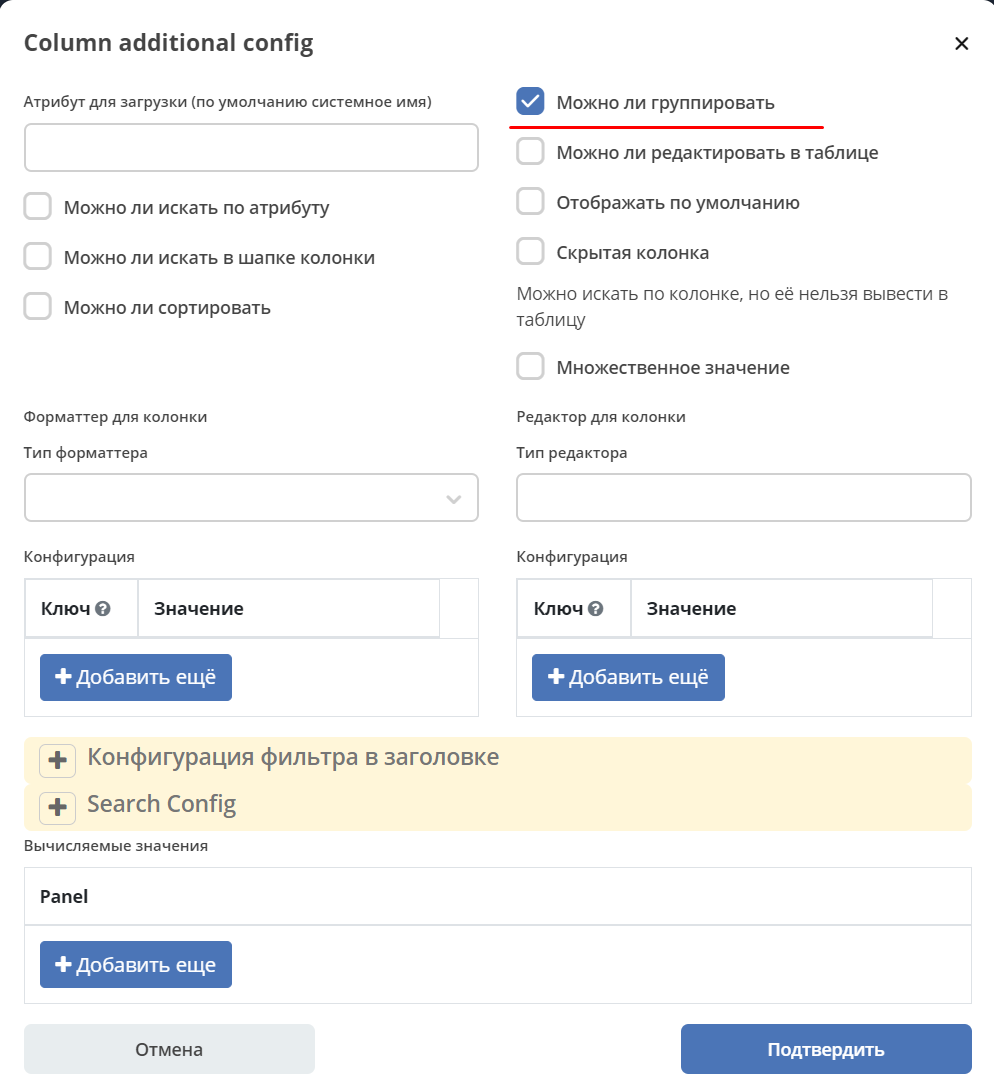 Column additional config
Атрибут для загрузки (по умолчанию системное имя)
Можно ли искать по атрибуту
Можно ли искать в шапке колонки
Можно ли сортировать
Можно ли группировать
Можно ли редактировать в таблице
Отображать по умолчанию
Скрытая колонка
Можно искать по колонке, но её нельзя вывести в
таблицу
Множественное значение
Форматтер для колонки
Тип форматтера
Конфигурация
Ключ Значение
Добавить ещё
Редактор для колонки
Тип редактора
Конфигурация
Ключ Значение
Добавить ещё
Конфигурация фильтра в заголовке
Search Config
Вычисляемые значения
Panel
Добавить еще
Отмена
Подтвердить